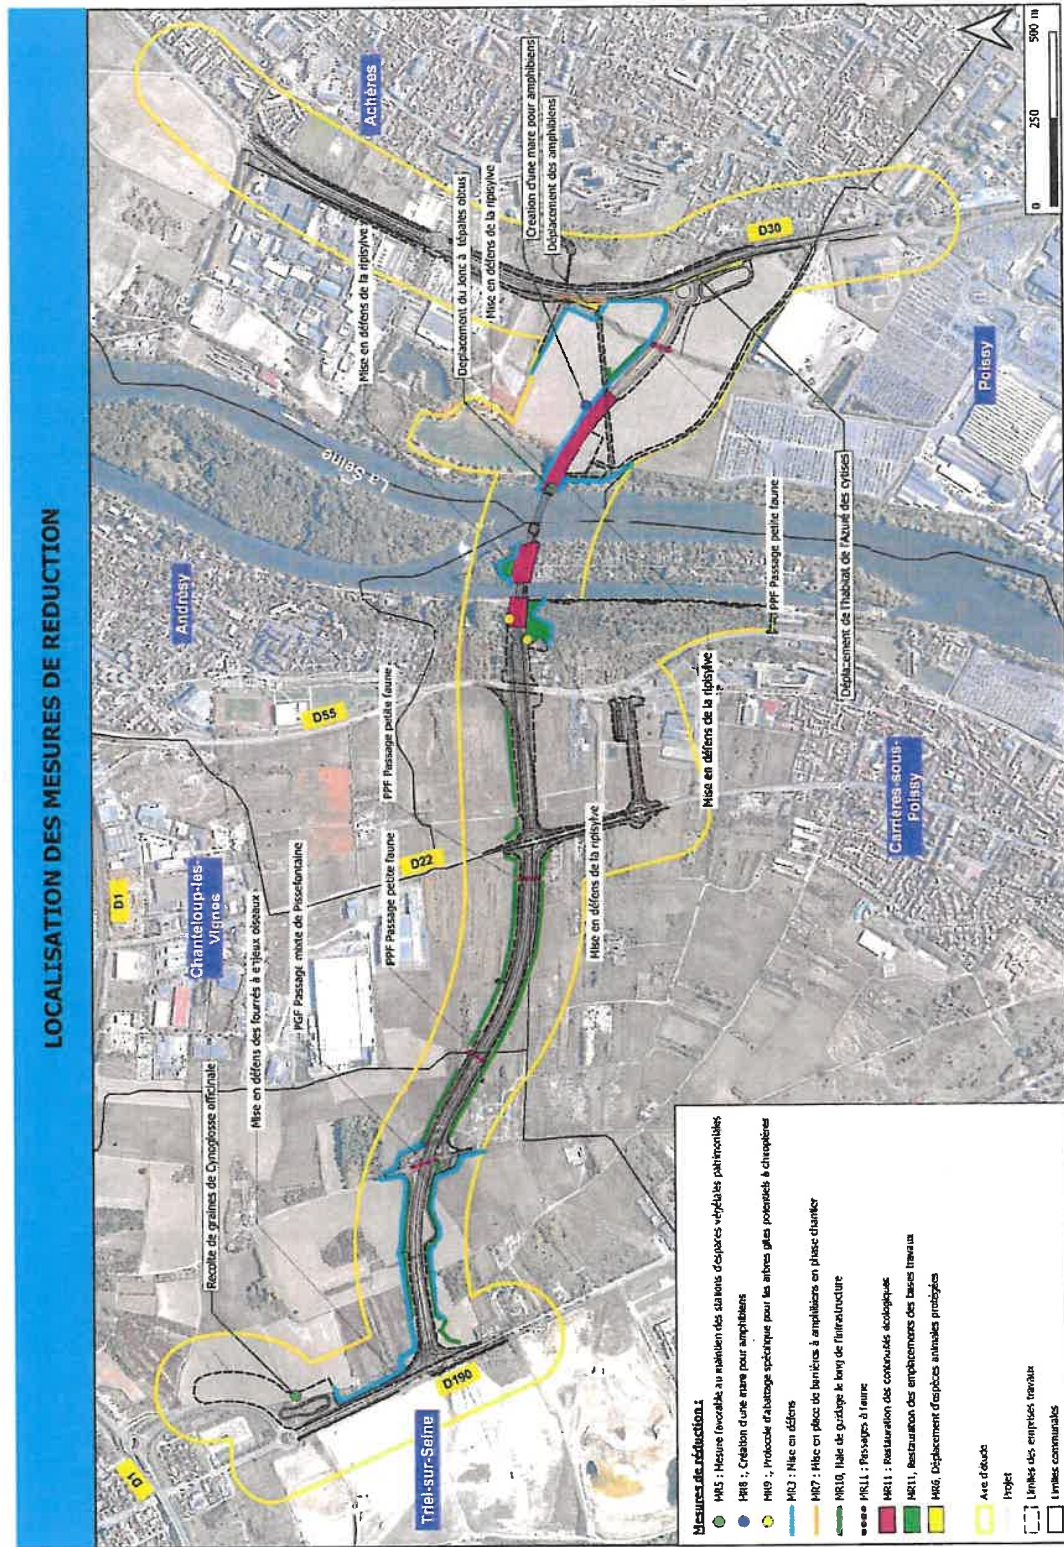 LOCALISATION DES MESURES DE REDUCTION
D1
Triel-sur-Seine
D190
Récolte de graines de Cynoglosse officinale
Mise en défens des fourrés à enjeux oiseaux
PGF Passage mixte de Pissefontaine
PPF Passage petite faune
PPF Passage petite faune
Chanteloup-les-
Vignes
D1
D22
D55
Andrésy
La Seine
Mise en défens de la ripisylve
Déplacement du Jonc à tépales obtus
Mise en défens de la ripisylve
Création d'une mare pour amphibiens
Déplacement des amphibiens
Achères
D30
Poissy
Déplacement de l'habitat de l'Azuré des cytises
PPF Passage petite faune
Mise en défens de la ripisylve
Mise en défens de la ripisylve
Carrières-sous-
Poissy
0 250 500 m
Mesures de réduction :
MR5 : Mesure favorable au maintien des stations d'espèces végétales patrimoniales
MR8 :, Création d'une mare pour amphibiens
MR9 :, Protocole d'abattage spécifique pour les arbres gîtes potentiels à chiroptères
MR3 : Mise en défens
MR7 : Mise en place de barrières à amphibiens en phase chantier
MR10, Haie de guidage le long de l'infrastructure
MR11 : Passages à faune
MR11 : Restauration des continuités écologiques
MR11, Restauration des emplacements des bases travaux
MR6, Déplacement d'espèces animales protégées
Aire d'étude
Projet
Limites des emprises travaux
Limites communales